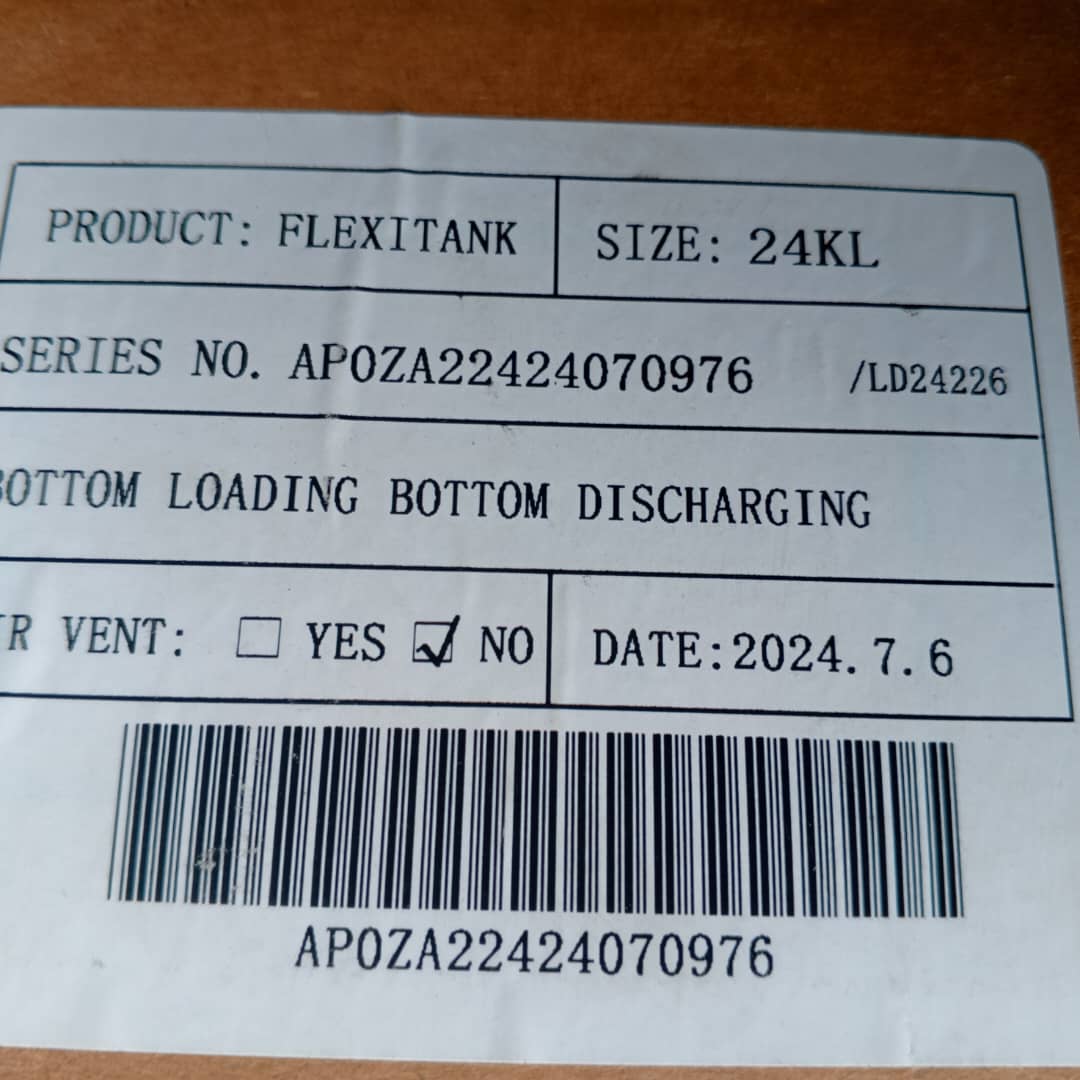 PRODUCT: FLEXITANK SIZE: 24KL
SERIES NO. APOZA22424070976 /LD24226
BOTTOM LOADING BOTTOM DISCHARGING
R VENT: ☐ YES ☑ NO DATE:2024.7.6
APOZA22424070976